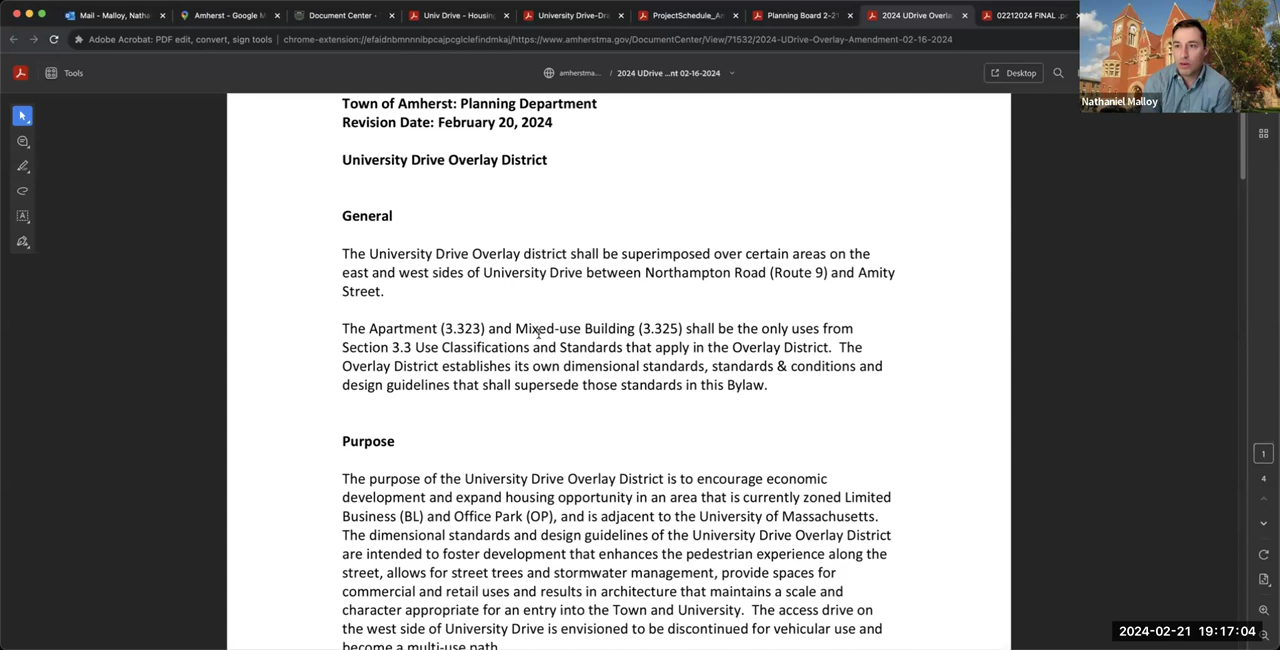 Mail - Malloy, Natha
Amherst - Google M
Document Center -
Univ Drive - Housing
University Drive-Dra
ProjectSchedule_A
Planning Board 2-2
2024 UDrive Overla
02212024 FINAL .p
Adobe Acrobat: PDF edit, convert, sign tools
chrome-extension://efaidnbmnnnibpcajpcglclefindmkaj/https://www.amherstma.gov/DocumentCenter/View/71532/2024-UDrive-Overlay-Amendment-02-16-2024
Tools
amherstma... / 2024 UDrive ...nt 02-16-2024
Desktop
Nathaniel Malloy
Town of Amherst: Planning Department
Revision Date: February 20, 2024
University Drive Overlay District
General
The University Drive Overlay district shall be superimposed over certain areas on the
east and west sides of University Drive between Northampton Road (Route 9) and Amity
Street.
The Apartment (3.323) and Mixed-use Building (3.325) shall be the only uses from
Section 3.3 Use Classifications and Standards that apply in the Overlay District. The
Overlay District establishes its own dimensional standards, standards & conditions and
design guidelines that shall supersede those standards in this Bylaw.
Purpose
The purpose of the University Drive Overlay District is to encourage economic
development and expand housing opportunity in an area that is currently zoned Limited
Business (BL) and Office Park (OP), and is adjacent to the University of Massachusetts.
The dimensional standards and design guidelines of the University Drive Overlay District
are intended to foster development that enhances the pedestrian experience along the
street, allows for street trees and stormwater management, provide spaces for
commercial and retail uses and results in architecture that maintains a scale and
character appropriate for an entry into the Town and University. The access drive on
the west side of University Drive is envisioned to be discontinued for vehicular use and
become a multi-use path.
1
4
2024-02-21 19:17:04